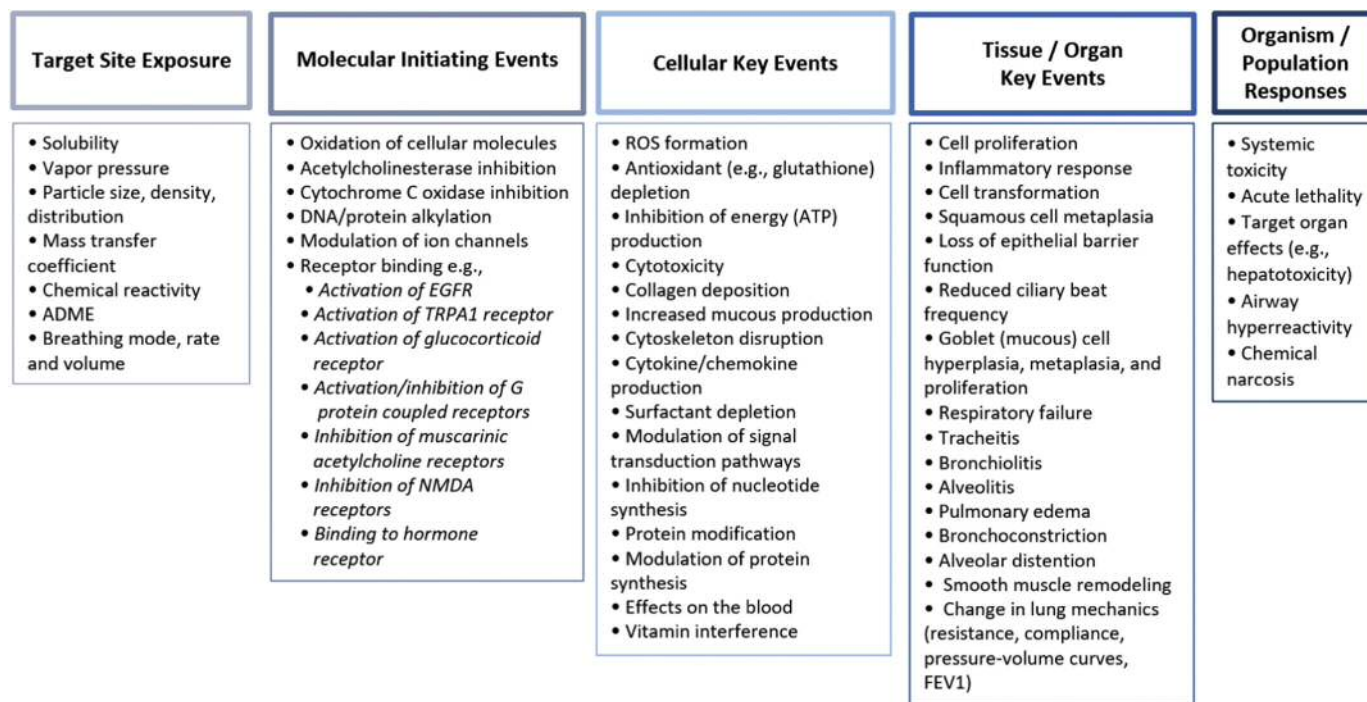 Target Site Exposure
• Solubility
• Vapor pressure
• Particle size, density,
distribution
• Mass transfer
coefficient
• Chemical reactivity
• ADME
• Breathing mode, rate
and volume
Molecular Initiating Events
• Oxidation of cellular molecules
• Acetylcholinesterase inhibition
• Cytochrome C oxidase inhibition
• DNA/protein alkylation
• Modulation of ion channels
• Receptor binding e.g.,
• Activation of EGFR
• Activation of TRPA1 receptor
• Activation of glucocorticoid
receptor
• Activation/inhibition of G
protein coupled receptors
• Inhibition of muscarinic
acetylcholine receptors
• Inhibition of NMDA
receptors
• Binding to hormone
receptor
Cellular Key Events
• ROS formation
• Antioxidant (e.g., glutathione)
depletion
• Inhibition of energy (ATP)
production
• Cytotoxicity
• Collagen deposition
• Increased mucous production
• Cytoskeleton disruption
• Cytokine/chemokine
production
• Surfactant depletion
• Modulation of signal
transduction pathways
• Inhibition of nucleotide
synthesis
• Protein modification
• Modulation of protein
synthesis
• Effects on the blood
• Vitamin interference
Tissue / Organ
Key Events
• Cell proliferation
• Inflammatory response
• Cell transformation
• Squamous cell metaplasia
• Loss of epithelial barrier
function
• Reduced ciliary beat
frequency
• Goblet (mucous) cell
hyperplasia, metaplasia, and
proliferation
• Respiratory failure
• Tracheitis
• Bronchiolitis
• Alveolitis
• Pulmonary edema
• Bronchoconstriction
• Alveolar distention
• Smooth muscle remodeling
• Change in lung mechanics
(resistance, compliance,
pressure-volume curves,
FEV1)
Organism /
Population
Responses
• Systemic
toxicity
• Acute lethality
• Target organ
effects (e.g.,
hepatotoxicity)
• Airway
hyperreactivity
• Chemical
narcosis